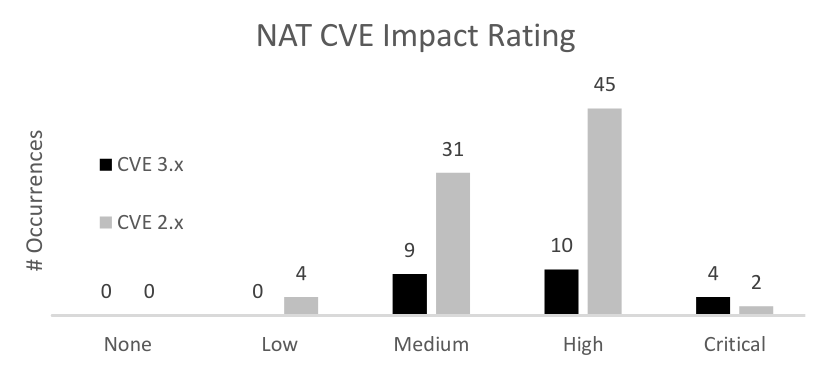 NAT CVE Impact Rating
# Occurrences
CVE 3.x
CVE 2.x
0 0 0 4 9 31 10 45 4 2
None Low Medium High Critical